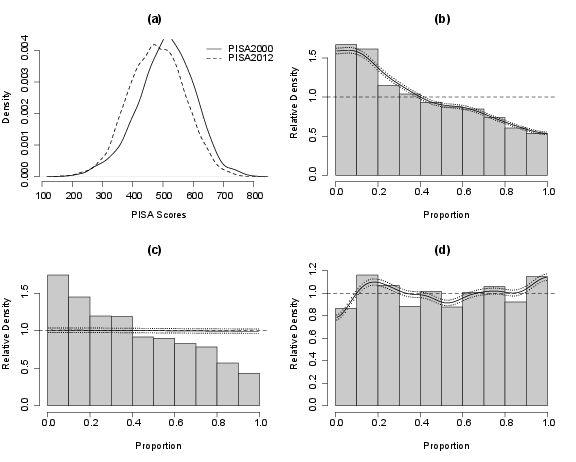 (a)
PISA2000
PISA2012
Density
0.000 0.001 0.002 0.003 0.004
100 200 300 400 500 600 700 800
PISA Scores
(b)
Relative Density
0.0 0.5 1.0 1.5
0.0 0.2 0.4 0.6 0.8 1.0
Proportion
(c)
Relative Density
0.0 0.5 1.0 1.5
0.0 0.2 0.4 0.6 0.8 1.0
Proportion
(d)
Relative Density
0.0 0.2 0.4 0.6 0.8 1.0 1.2
0.0 0.2 0.4 0.6 0.8 1.0
Proportion